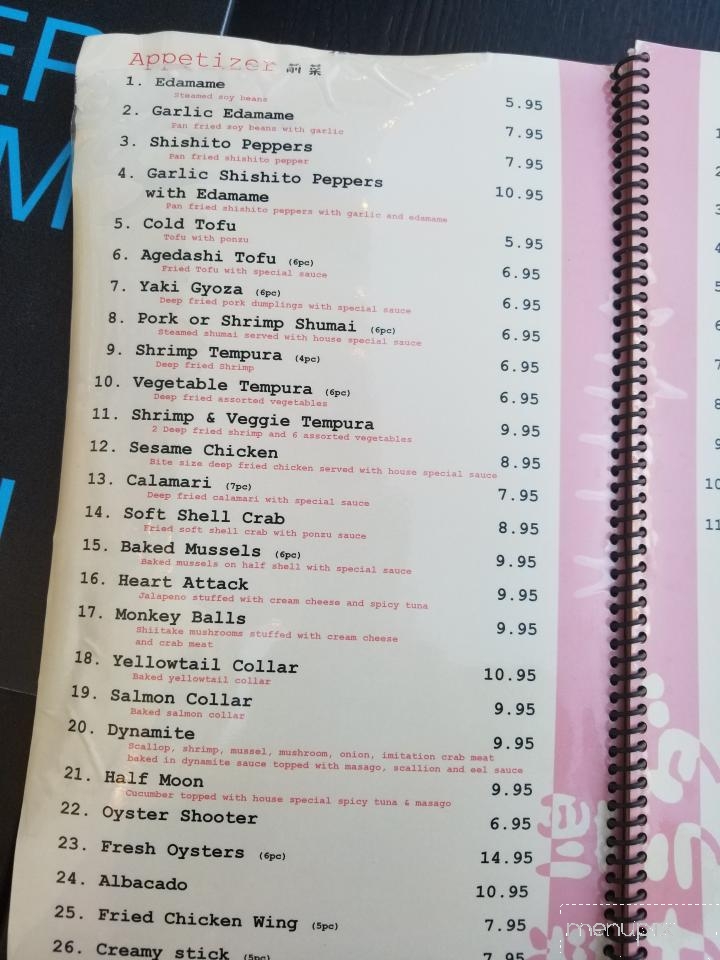 Appetizer 前菜
1. Edamame 5.95
Steamed soy beans
2. Garlic Edamame 7.95
Pan fried soy beans with garlic
3. Shishito Peppers 7.95
Pan fried shishito pepper
4. Garlic Shishito Peppers 10.95
with Edamame
Pan fried shishito peppers with garlic and edamame
5. Cold Tofu 5.95
Tofu with ponzu
6. Agedashi Tofu (6pc) 6.95
Fried Tofu with special sauce
7. Yaki Gyoza (6pc) 6.95
Deep fried pork dumplings with special sauce
8. Pork or Shrimp Shumai (6pc) 6.95
Steamed shumai served with house special sauce
9. Shrimp Tempura (4pc) 6.95
Deep fried Shrimp
10. Vegetable Tempura (6pc) 6.95
Deep fried assorted vegetables
11. Shrimp & Veggie Tempura 9.95
2 Deep fried shrimp and 6 assorted vegetables
12. Sesame Chicken 8.95
Bite size deep fried chicken served with house special sauce
13. Calamari (7pc) 7.95
Deep fried calamari with special sauce
14. Soft Shell Crab 8.95
Fried soft shell crab with ponzu sauce
15. Baked Mussels (6pc) 9.95
Baked mussels on half shell with special sauce
16. Heart Attack 9.95
Jalapeno stuffed with cream cheese and spicy tuna
17. Monkey Balls 9.95
Shiitake mushrooms stuffed with cream cheese
and crab meat
18. Yellowtail Collar 10.95
Baked yellowtail collar
19. Salmon Collar 9.95
Baked salmon collar
20. Dynamite 9.95
Scallop, shrimp, mussel, mushroom, onion, imitation crab meat
baked in dynamite sauce topped with masago, scallion and eel sauce
21. Half Moon 9.95
Cucumber topped with house special spicy tuna & masago
22. Oyster Shooter 6.95
23. Fresh Oysters (6pc) 14.95
24. Albacado 10.95
25. Fried Chicken Wing (5pc) 7.95
26. Creamy stick (5pc) 7.95